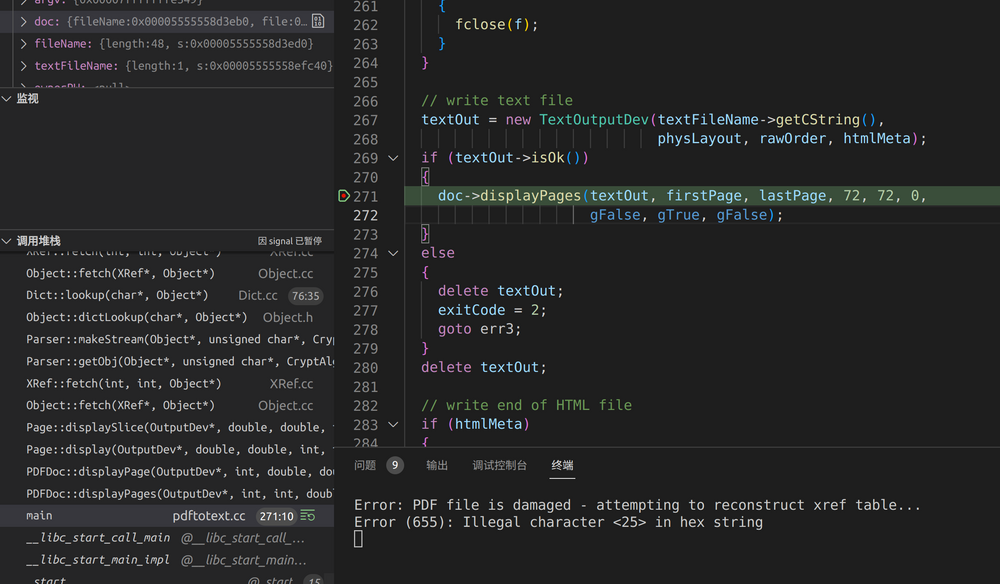 argv: {0x00007fffffffe549}
doc: {fileName:0x00005555558d3eb0, file:0…
fileName: {length:48, s:0x00005555558d3ed0}
textFileName: {length:1, s:0x00005555558efc40}
ownerPW: <null>
监视
调用堆栈
因 signal 已暂停
XRef::fetch(int, int, Object*) XRef.cc
Object::fetch(XRef*, Object*) Object.cc
Dict::lookup(char*, Object*) Dict.cc 76:35
Object::dictLookup(char*, Object*) Object.h
Parser::makeStream(Object*, unsigned char*, Cry
Parser::getObj(Object*, unsigned char*, CryptAl
XRef::fetch(int, int, Object*) XRef.cc
Object::fetch(XRef*, Object*) Object.cc
Page::displaySlice(OutputDev*, double, double,
Page::display(OutputDev*, double, double, int,
PDFDoc::displayPage(OutputDev*, int, double, do
PDFDoc::displayPages(OutputDev*, int, int, doub
main pdftotext.cc 271:10
__libc_start_call_main @__libc_start_call_…
__libc_start_main_impl @__libc_start_main…
_start @_start 15
261 {
262 fclose(f);
263 }
264 }
265
266 // write text file
267 textOut = new TextOutputDev(textFileName->getCString(),
268 physLayout, rawOrder, htmlMeta);
269 if (textOut->isOk())
270 {
271 doc->displayPages(textOut, firstPage, lastPage, 72, 72, 0,
272 gFalse, gTrue, gFalse);
273 }
274 else
275 {
276 delete textOut;
277 exitCode = 2;
278 goto err3;
279 }
280 delete textOut;
281
282 // write end of HTML file
283 if (htmlMeta)
284 {
问题 9 输出 调试控制台 终端
Error: PDF file is damaged - attempting to reconstruct xref table...
Error (655): Illegal character <25> in hex string